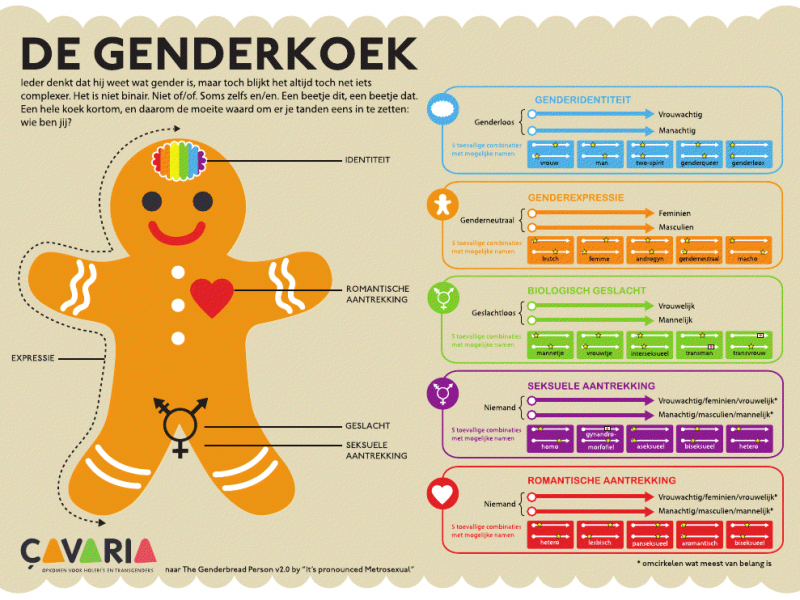 DE GENDERKOEK
Ieder denkt dat hij weet wat gender is, maar toch blijkt het altijd toch net iets
complexer. Het is niet binair. Niet of/of. Soms zelfs en/en. Een beetje dit, een beetje dat.
Een hele koek kortom, en daarom de moeite waard om er je tanden eens in te zetten:
wie ben jij?
IDENTITEIT
ROMANTISCHE
AANTREKKING
EXPRESSIE
GESLACHT
SEKSUELE
AANTREKKING
GENDERIDENTITEIT
Genderloos
Vrouwachtig
Manachtig
5 toevallige combinaties
met mogelijke namen
vrouw
man
two-spirit
genderqueer
genderloos
GENDEREXPRESSIE
Genderneutraal
Feminien
Masculien
5 toevallige combinaties
met mogelijke namen
butch
femme
androgyn
genderneutraal
macho
BIOLOGISCH GESLACHT
Geslachtloos
Vrouwelijk
Mannelijk
5 toevallige combinaties
met mogelijke namen
mannetje
vrouwtje
interseksueel
transman
transvrouw
SEKSUELE AANTREKKING
Niemand
Vrouwachtig/feminien/vrouwelijk*
Manachtig/masculien/mannelijk*
5 toevallige combinaties
met mogelijke namen
homo
gynandro-
morfofiel
aseksueel
biseksueel
hetero
ROMANTISCHE AANTREKKING
Niemand
Vrouwachtig/feminien/vrouwelijk*
Manachtig/masculien/mannelijk*
5 toevallige combinaties
met mogelijke namen
hetero
lesbisch
panseksueel
aromantisch
biseksueel
ÇAVARIA
OPKOMEN VOOR HOLEBI'S EN TRANSGENDERS
naar The Genderbread Person v2.0 by "It's pronounced Metrosexual"
* omcirkelen wat meest van belang is